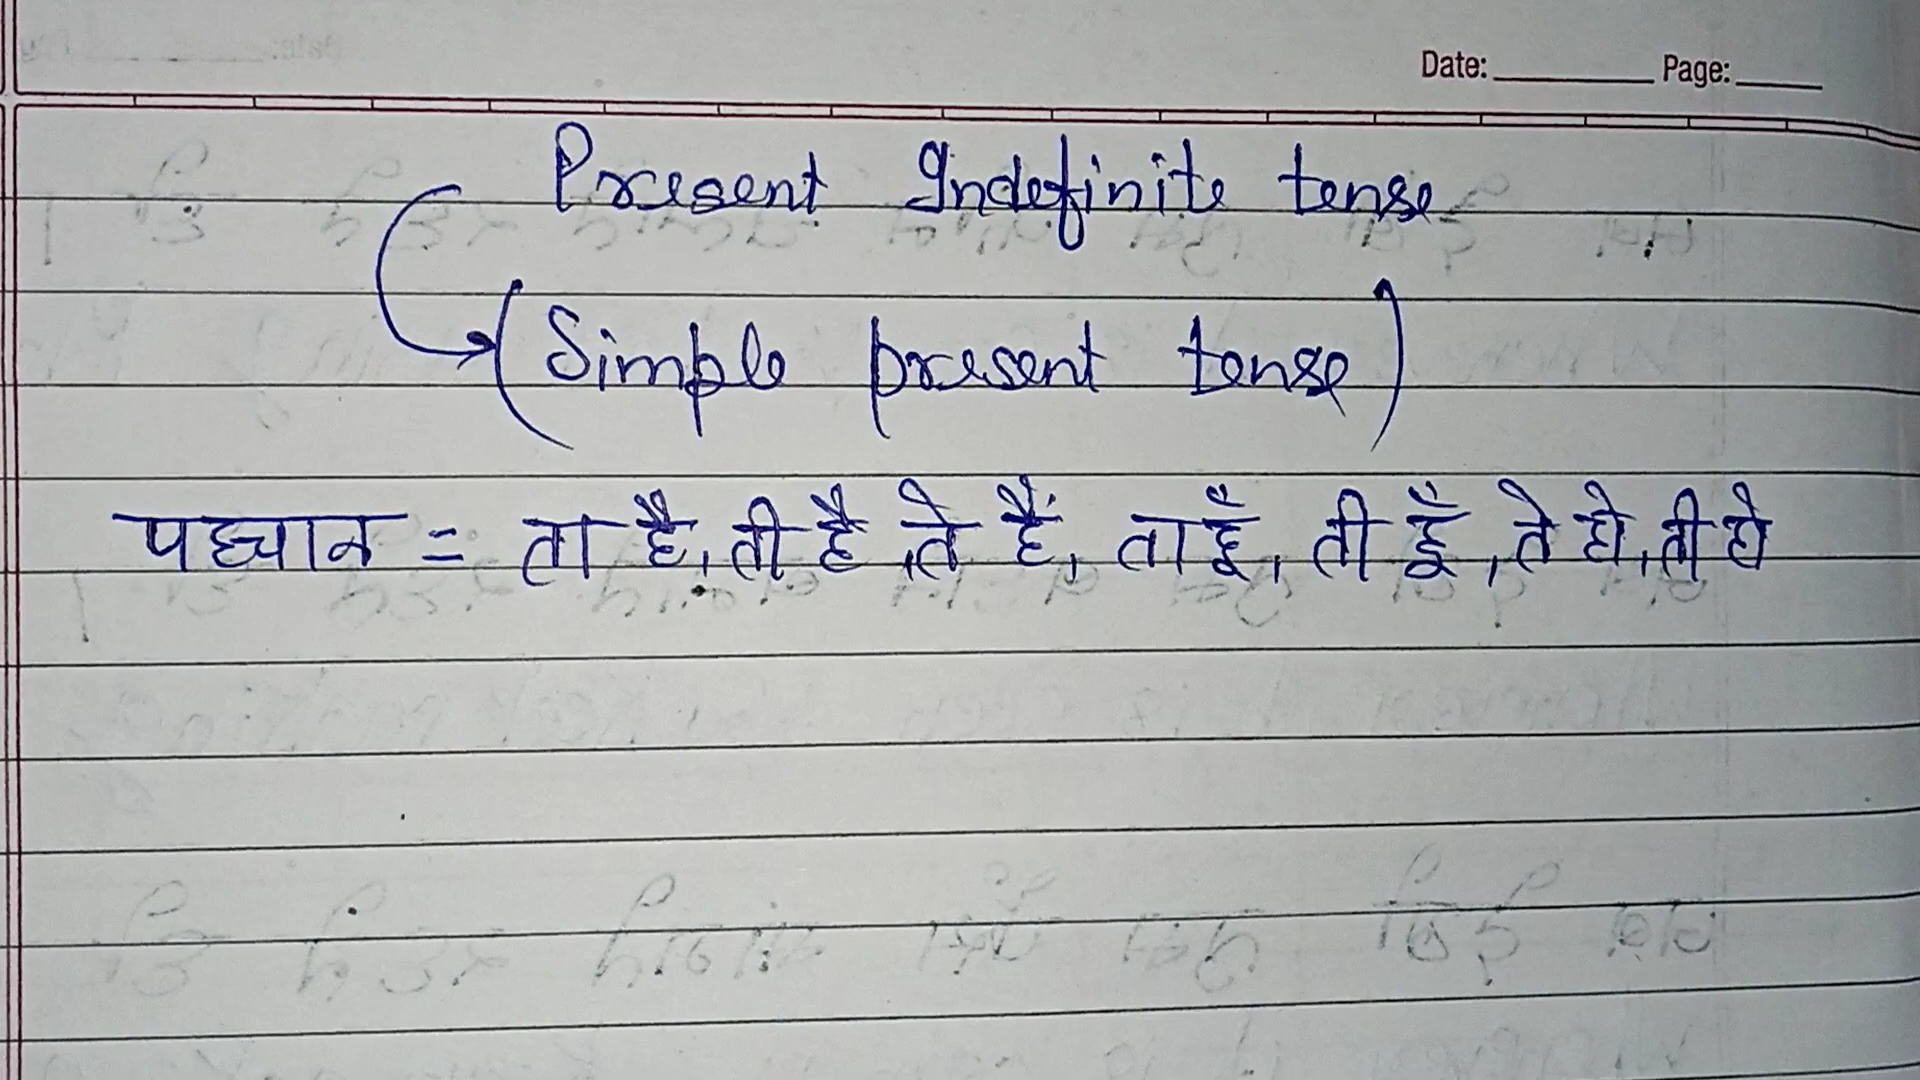 Date: Page:
Present Indefinite tense
(Simple present tense)
पहचान = ता है, ती है, ते हैं, ता हूँ, ती हूँ, ते हो, ती हो